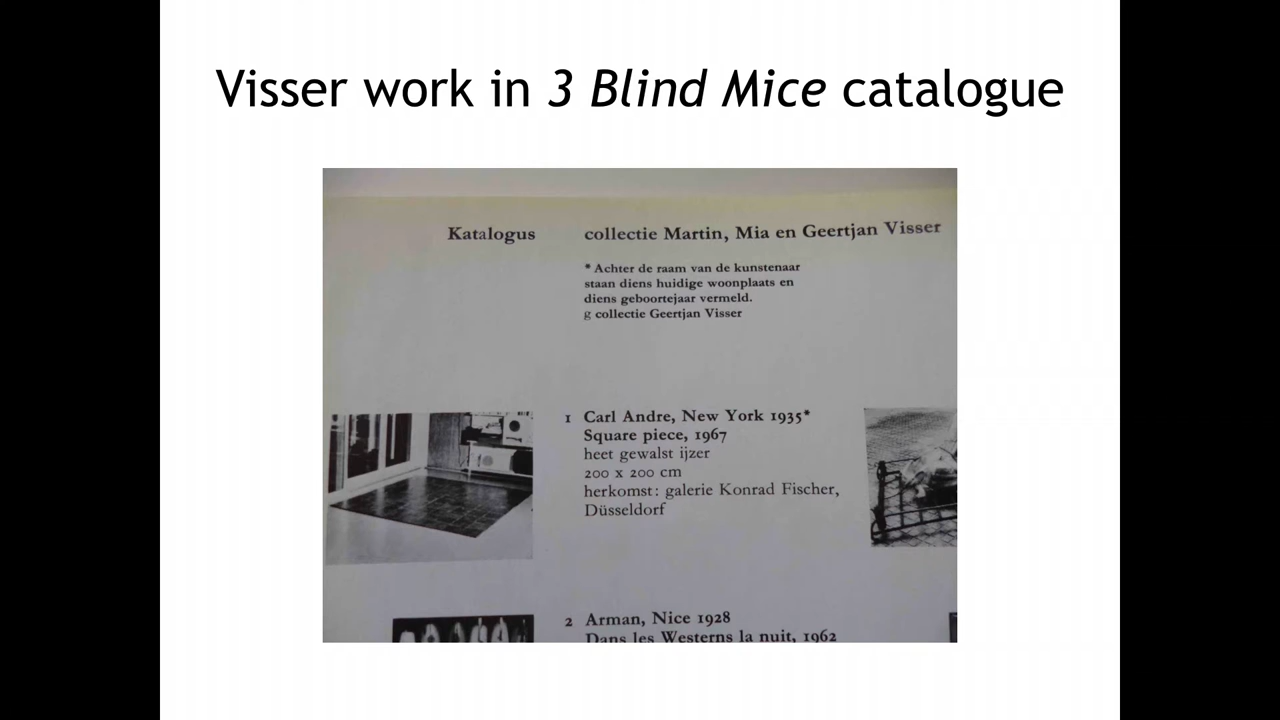 Visser work in 3 Blind Mice catalogue
Katalogus
collectie Martin, Mia en Geertjan Visser
* Achter de raam van de kunstenaar
staan diens huidige woonplaats en
diens geboortejaar vermeld.
g collectie Geertjan Visser
1 Carl Andre, New York 1935*
Square piece, 1967
heet gewalst ijzer
200 x 200 cm
herkomst: galerie Konrad Fischer,
Düsseldorf
2 Arman, Nice 1928
Dans les Westerns la nuit, 1962